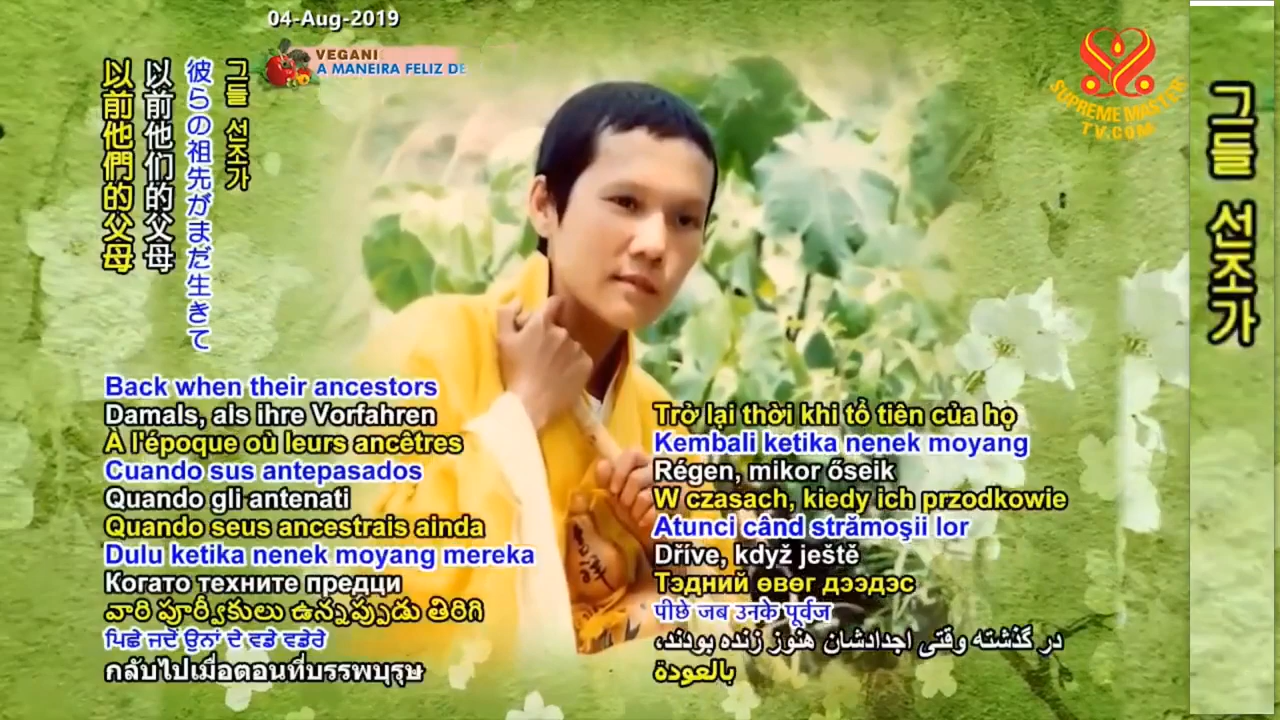 04-Aug-2019
VEGANI
A MANEIRA FELIZ DE
SUPREME MASTER
TV.COM
그들 선조가
彼らの祖先がまだ生きて
以前他们的父母
以前他們的父母
그들 선조가
Back when their ancestors
Damals, als ihre Vorfahren
À l'époque où leurs ancêtres
Cuando sus antepasados
Quando gli antenati
Quando seus ancestrais ainda
Dulu ketika nenek moyang mereka
Когато техните предци
వారి పూర్వీకులు ఉన్నప్పుడు తిరిగి
ਪਿਛੇ ਜਦੋਂ ਉਨਾਂ ਦੇ ਵਡੇ ਵਡੇਰੇ
กลับไปเมื่อตอนที่บรรพบุรุษ
Trở lại thời khi tổ tiên của họ
Kembali ketika nenek moyang
Régen, mikor őseik
W czasach, kiedy ich przodkowie
Atunci când strămoşii lor
Dříve, když ještě
Тэдний өвөг дээдэс
पीछे जब उनके पूर्वज
در گذشته وقتی اجدادشان هنوز زنده بودند،
بالعودة